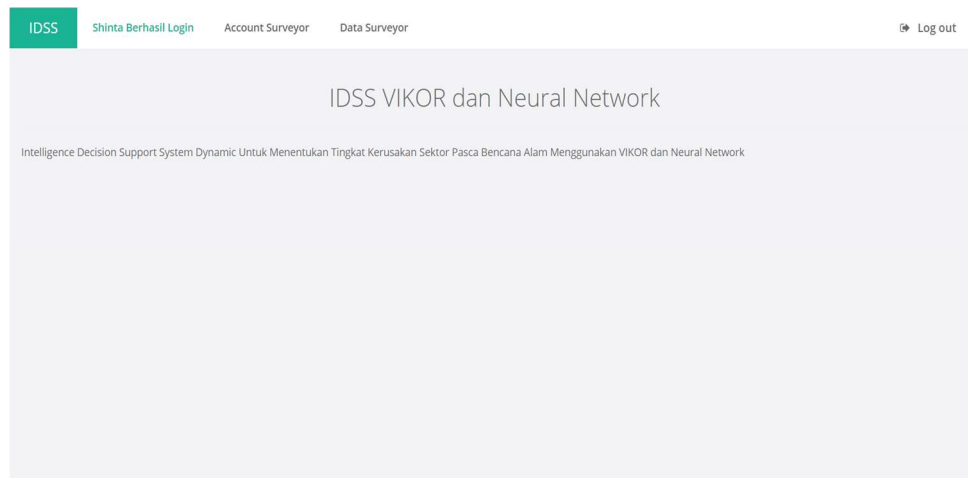 IDSS Shinta Berhasil Login Account Surveyor Data Surveyor Log out
IDSS VIKOR dan Neural Network
Intelligence Decision Support System Dynamic Untuk Menentukan Tingkat Kerusakan Sektor Pasca Bencana Alam Menggunakan VIKOR dan Neural Network